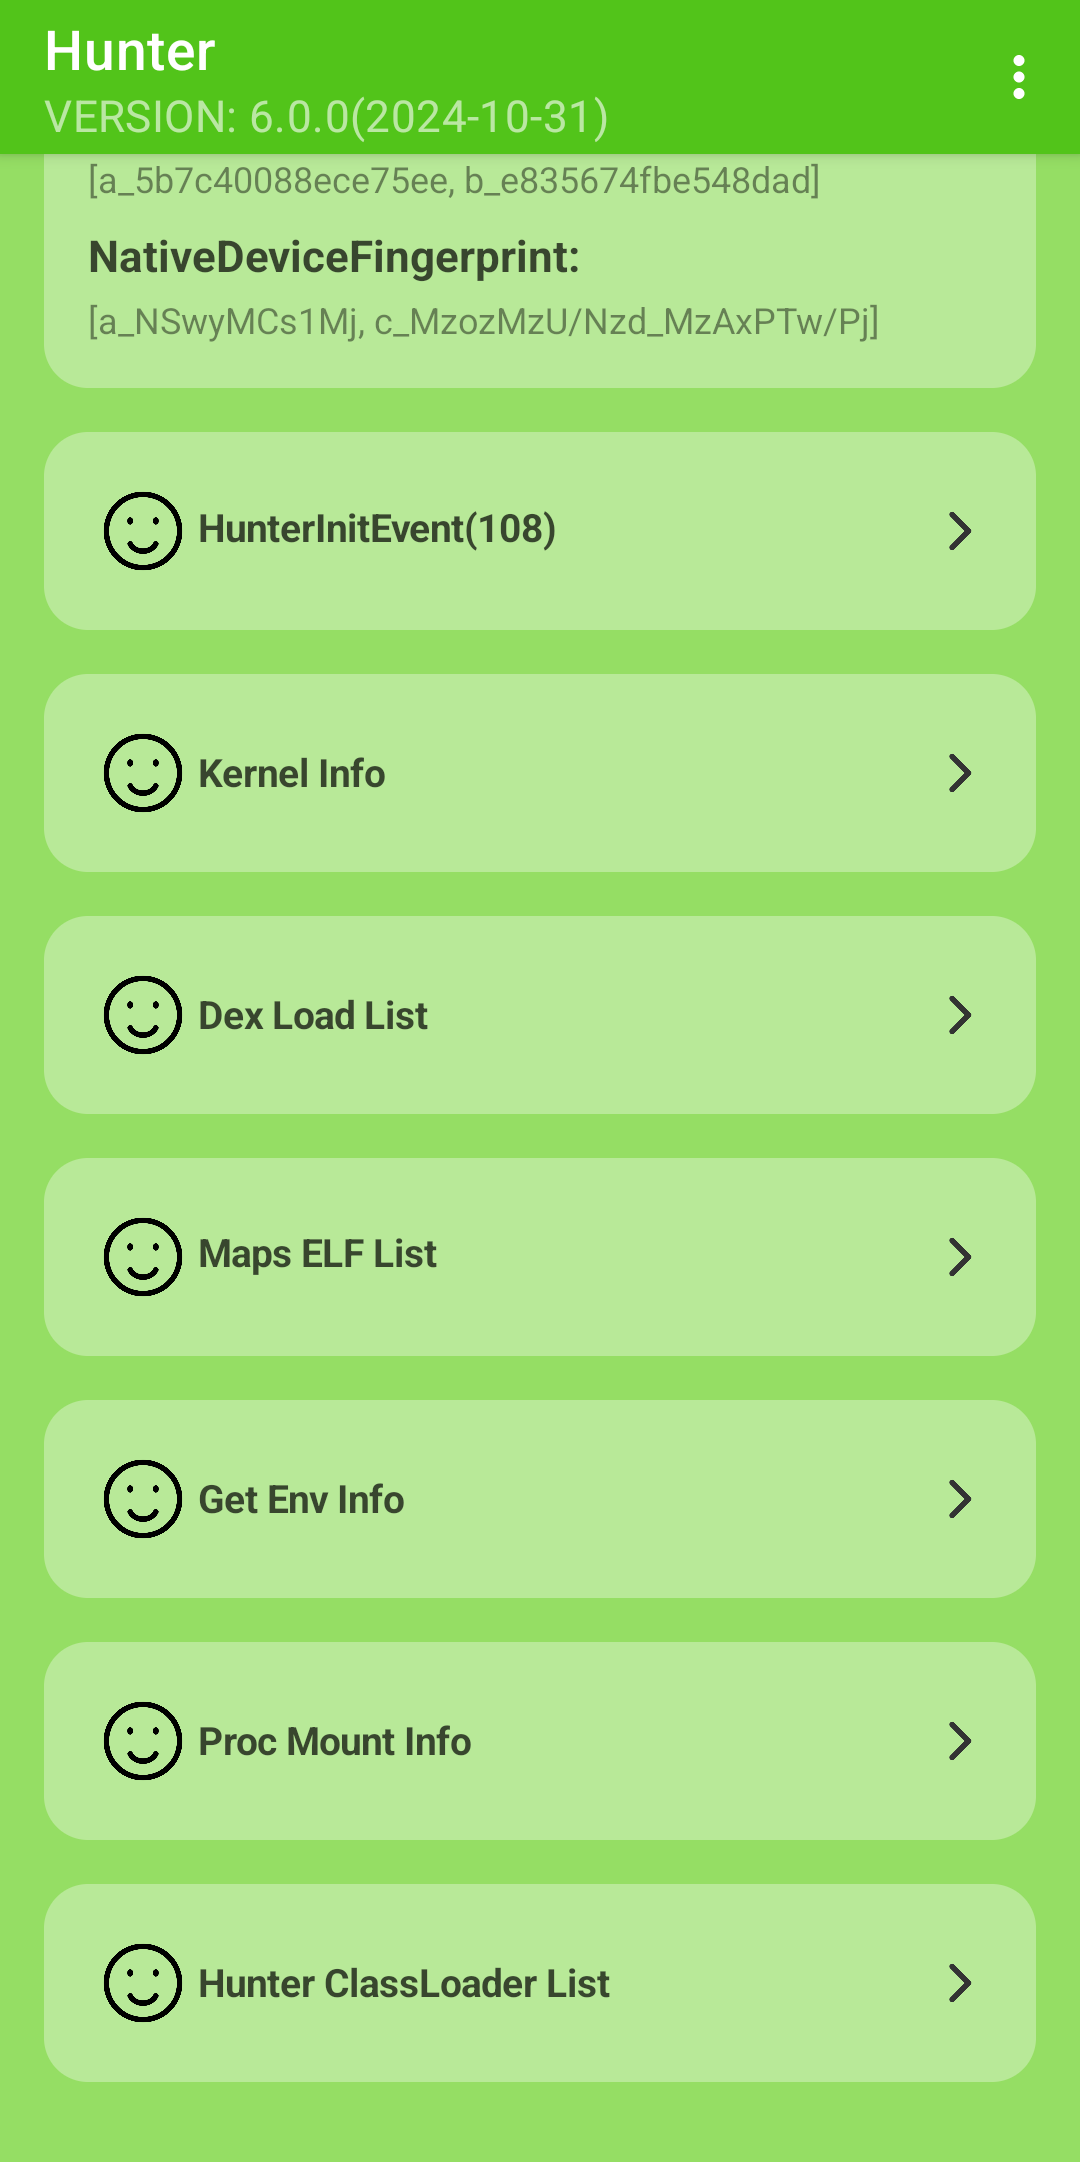 Hunter
VERSION: 6.0.0(2024-10-31)
[a_5b7c40088ece75ee, b_e835674fbe548dad]
NativeDeviceFingerprint:
[a_NSwyMCs1Mj, c_MzozMzU/Nzd_MzAxPTw/Pj]
HunterInitEvent(108)
Kernel Info
Dex Load List
Maps ELF List
Get Env Info
Proc Mount Info
Hunter ClassLoader List